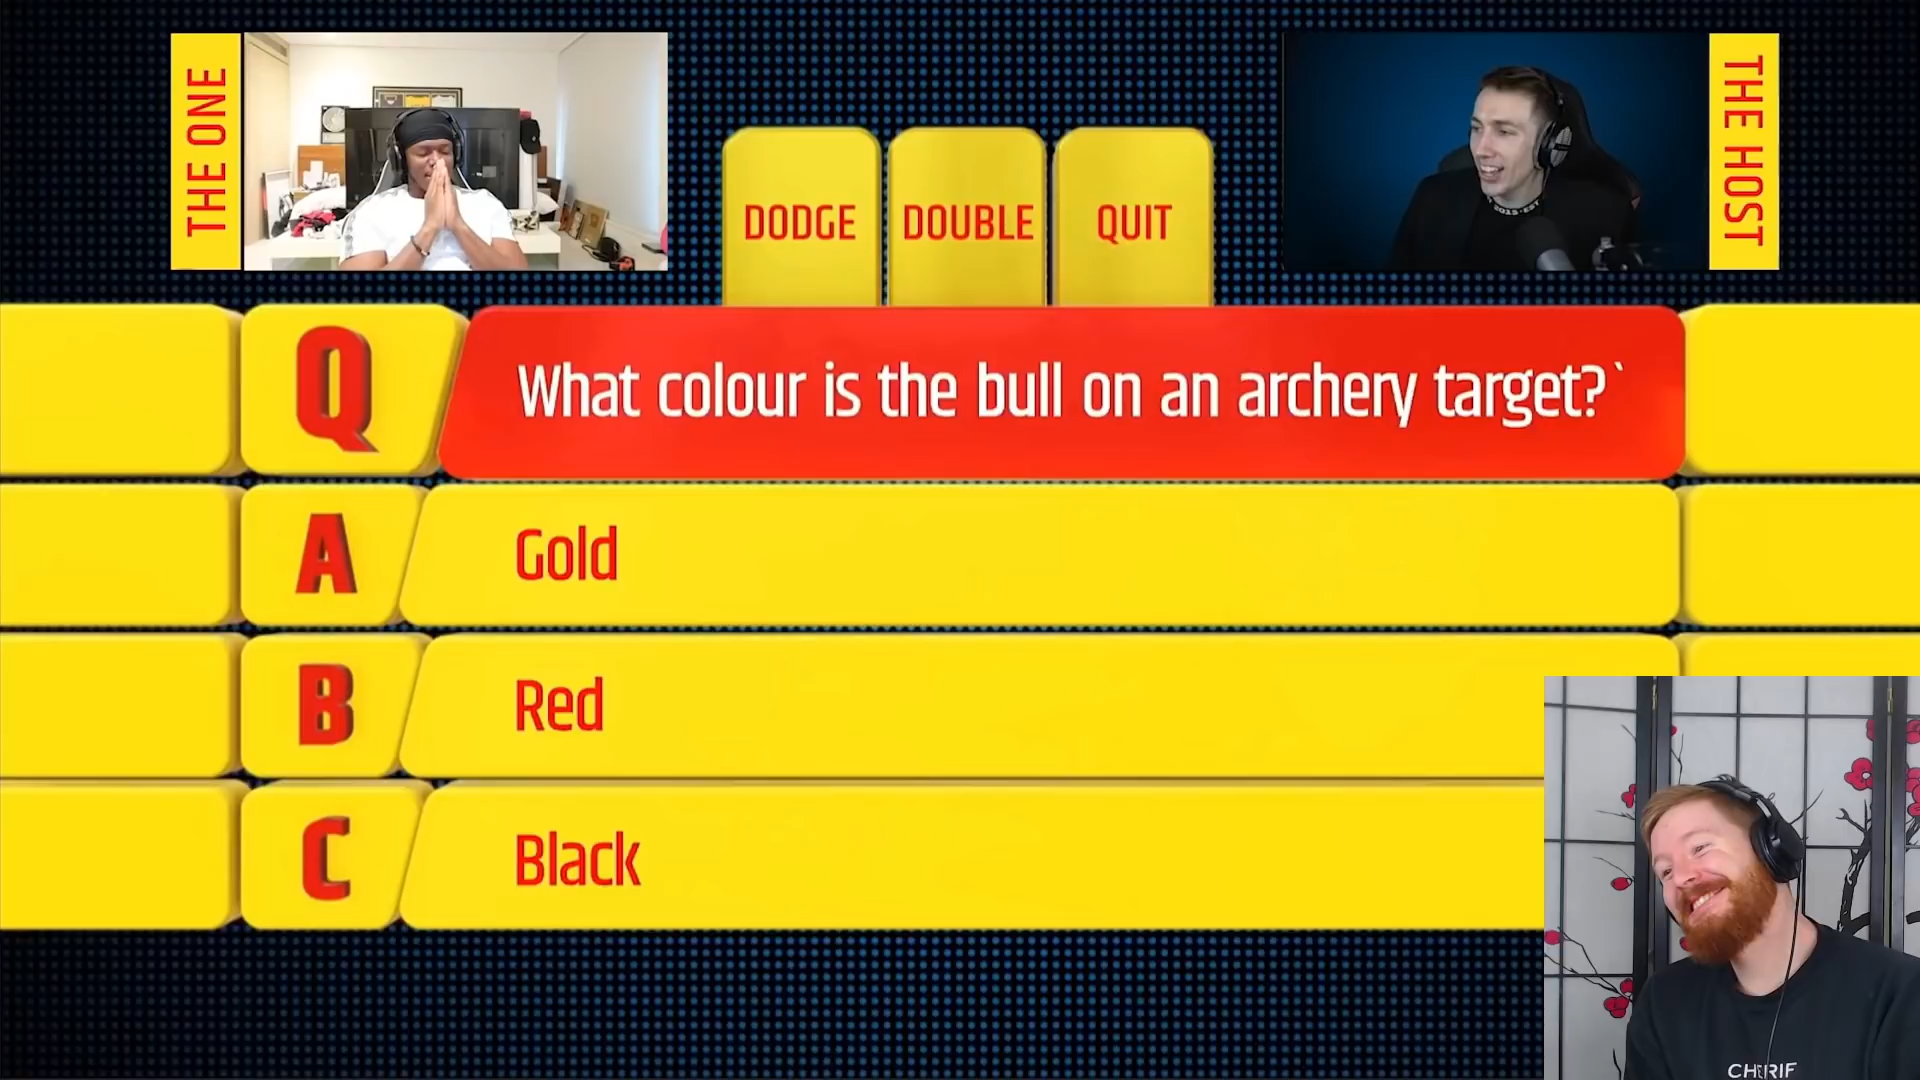 THE ONE
DODGE
DOUBLE
QUIT
THE HOST
Q
What colour is the bull on an archery target?`
A
Gold
B
Red
C
Black
CHERIF